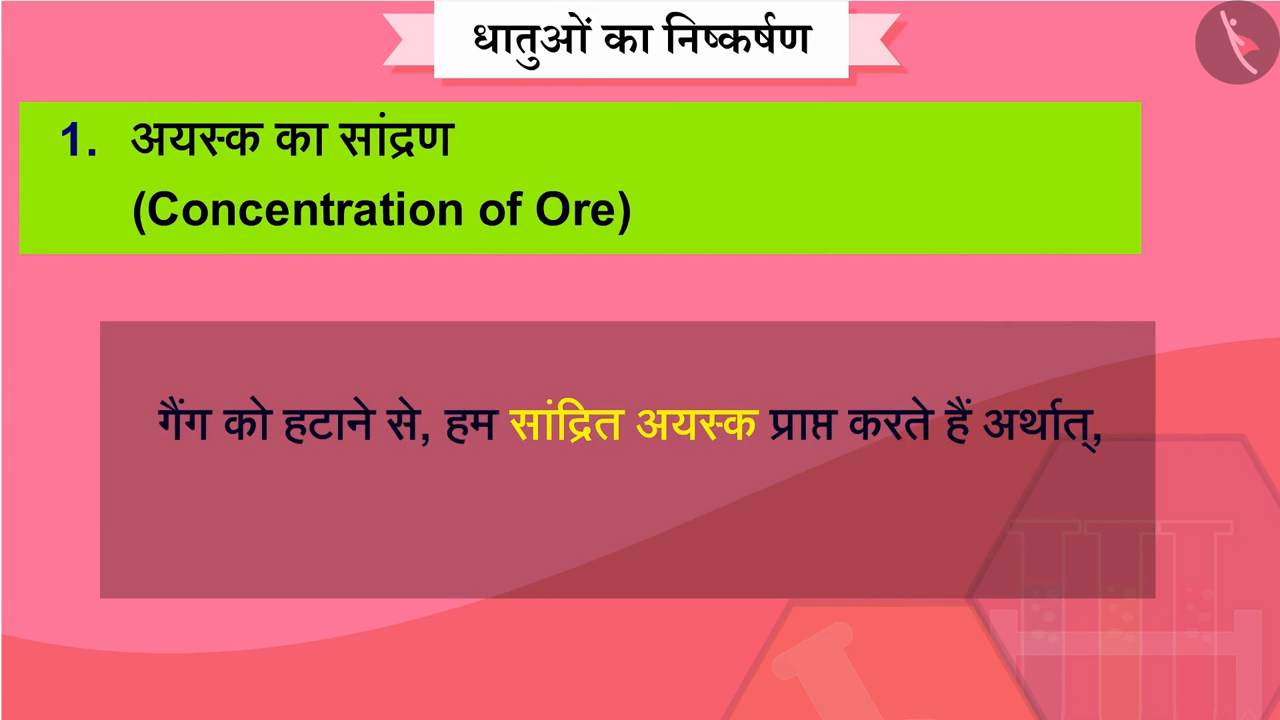 धातुओं का निष्कर्षण
1. अयस्क का सांद्रण
(Concentration of Ore)
गैंग को हटाने से, हम सांद्रित अयस्क प्राप्त करते हैं अर्थात्,